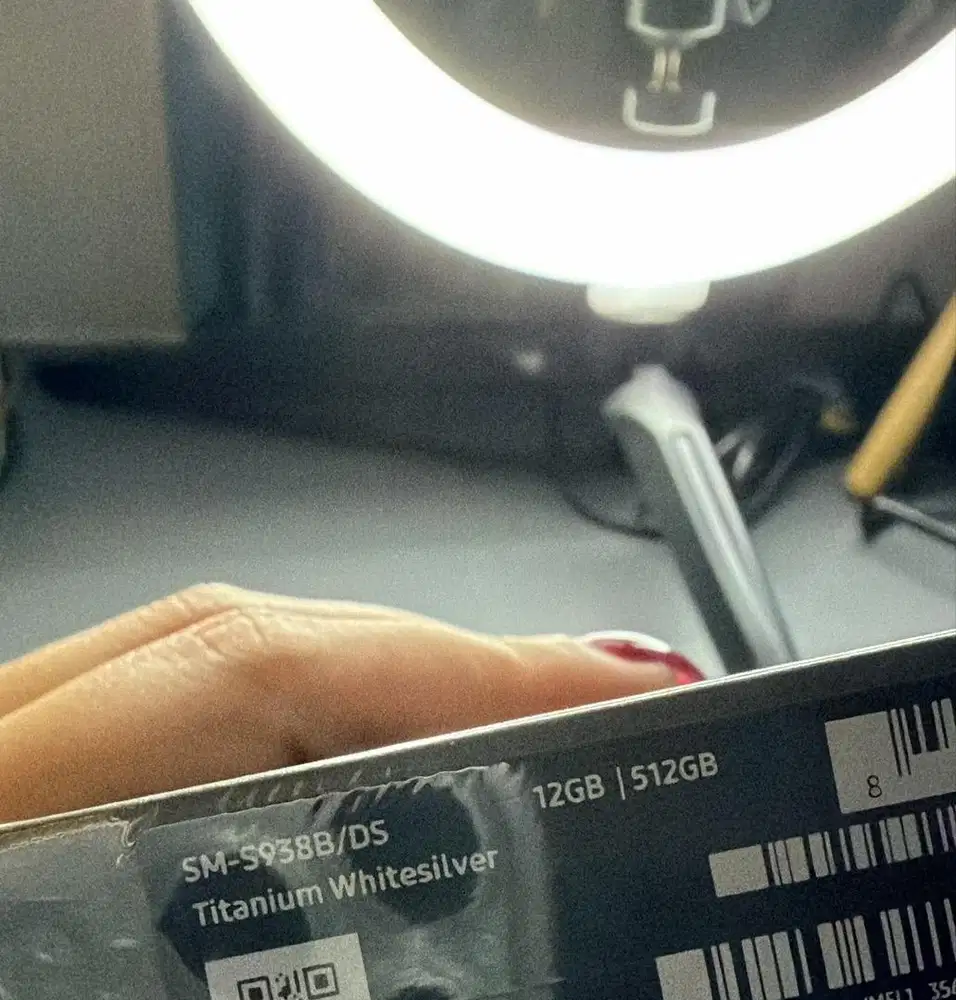 12GB | 512GB
8
SM-S938B/DS
Titanium Whitesilver